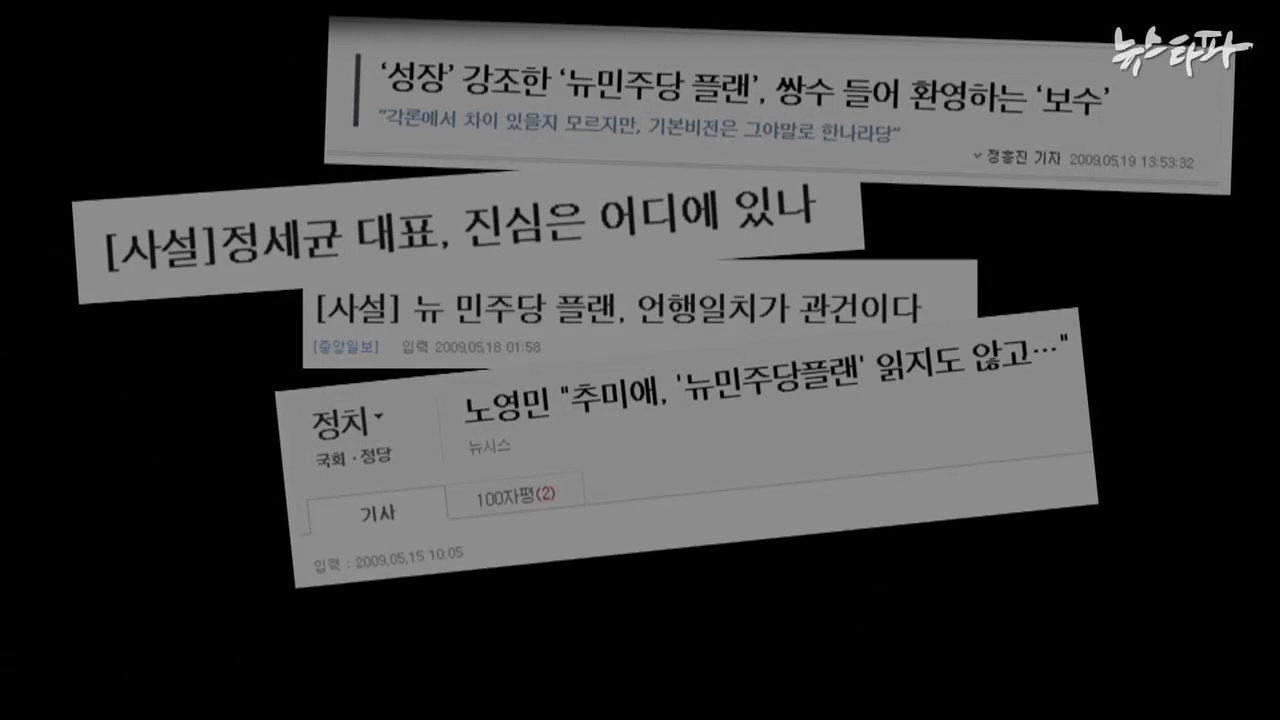 뉴스타파
‘성장’ 강조한 ‘뉴민주당 플랜’, 쌍수 들어 환영하는 ‘보수’
“각론에서 차이 있을지 모르지만, 기본비전은 그야말로 한나라당”
정흥진 기자 2009.05.19 13:53:32
[사설]정세균 대표, 진심은 어디에 있나
[사설] 뉴 민주당 플랜, 언행일치가 관건이다
[중앙일보] 입력 2009.05.18 01:58
노영민 "추미애, '뉴민주당플랜' 읽지도 않고…"
정치
뉴시스
국회·정당
100자평(2)
기사
입력 : 2009.05.15 10:05